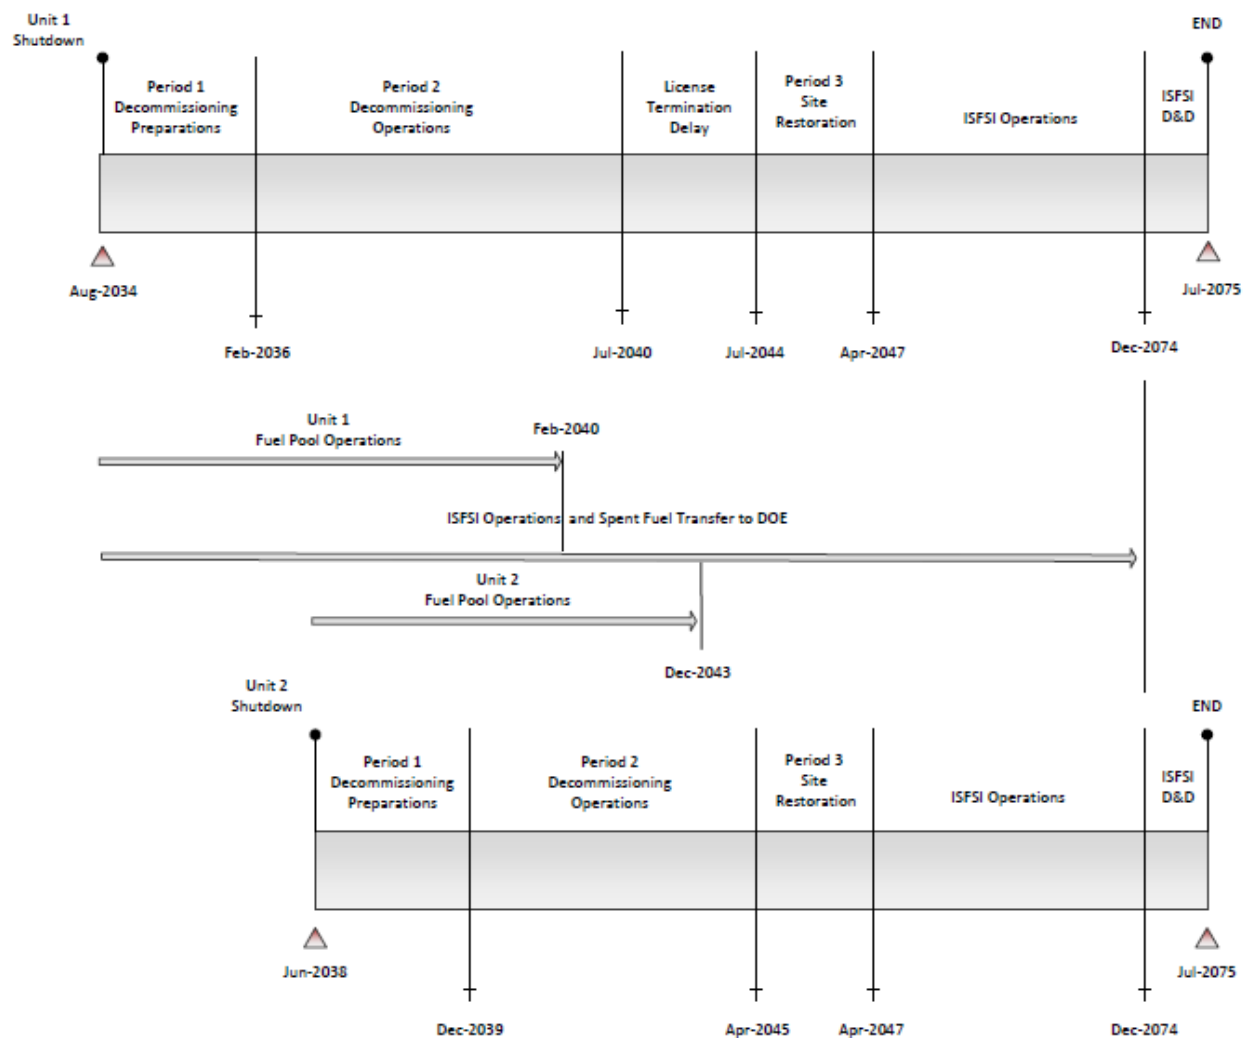 Unit 1
Shutdown
END
Period 1
Decommissioning
Preparations
Period 2
Decommissioning
Operations
License
Termination
Delay
Period 3
Site
Restoration
ISFSI Operations
ISFSI
D&D
Aug-2034
Jul-2075
Feb-2036
Jul-2040
Jul-2044
Apr-2047
Dec-2074
Unit 1
Fuel Pool Operations
Feb-2040
ISFSI Operations and Spent Fuel Transfer to DOE
Unit 2
Fuel Pool Operations
Dec-2043
Unit 2
Shutdown
END
Period 1
Decommissioning
Preparations
Period 2
Decommissioning
Operations
Period 3
Site
Restoration
ISFSI Operations
ISFSI
D&D
Jun-2038
Jul-2075
Dec-2039
Apr-2045
Apr-2047
Dec-2074